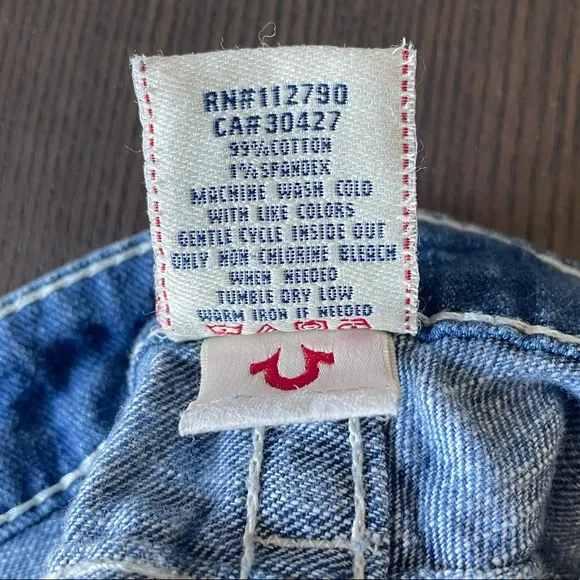 RN#112790
CA#30427
99%COTTON
1%SPANDEX
MACHINE WASH COLD
WITH LIKE COLORS
GENTLE CYCLE INSIDE OUT
ONLY NON-CHLORINE BLEACH
WHEN NEEDED
TUMBLE DRY LOW
WARM IRON IF NEEDED